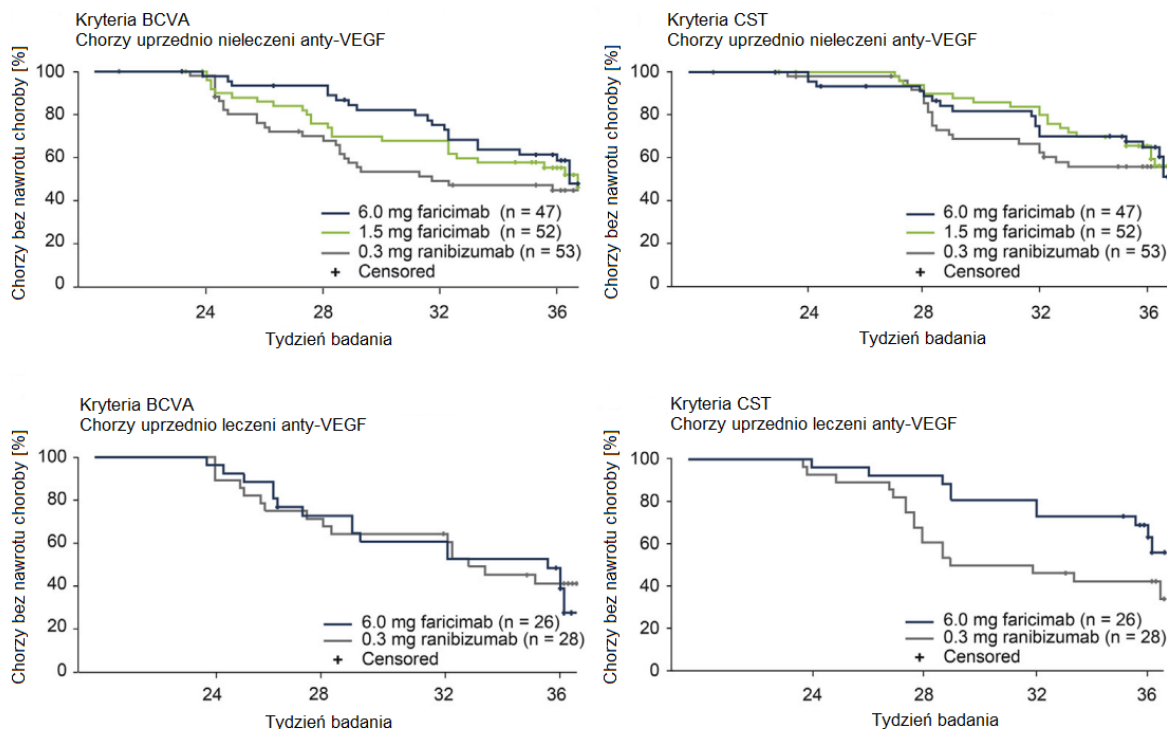 Kryteria BCVA
Chorzy uprzednio nieleczeni anty-VEGF
Chorzy bez nawrotu choroby [%]
100
80
60
40
20
0
6.0 mg faricimab (n = 47)
1.5 mg faricimab (n = 52)
0.3 mg ranibizumab (n = 53)
+ Censored
24
28
32
36
Tydzień badania
Kryteria CST
Chorzy uprzednio nieleczeni anty-VEGF
Chorzy bez nawrotu choroby [%]
100
80
60
40
20
0
6.0 mg faricimab (n = 47)
1.5 mg faricimab (n = 52)
0.3 mg ranibizumab (n = 53)
+ Censored
24
28
32
36
Tydzień badania
Kryteria BCVA
Chorzy uprzednio leczeni anty-VEGF
Chorzy bez nawrotu choroby [%]
100
80
60
40
20
0
6.0 mg faricimab (n = 26)
0.3 mg ranibizumab (n = 28)
+ Censored
24
28
32
36
Tydzień badania
Kryteria CST
Chorzy uprzednio leczeni anty-VEGF
Chorzy bez nawrotu choroby [%]
100
80
60
40
20
0
6.0 mg faricimab (n = 26)
0.3 mg ranibizumab (n = 28)
+ Censored
24
28
32
36
Tydzień badania